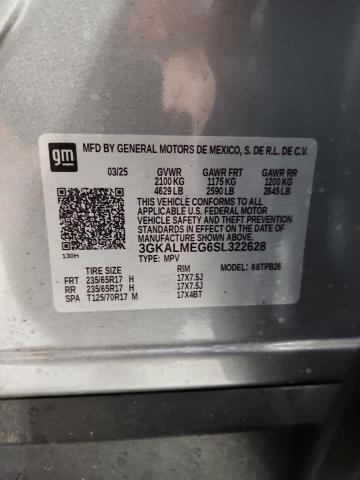 gm
MFD BY GENERAL MOTORS DE MEXICO, S. DE R.L. DE C.V.
03/25 GVWR GAWR FRT GAWR RR
2100 KG 1175 KG 1200 KG
4629 LB 2590 LB 2645 LB
THIS VEHICLE CONFORMS TO ALL
APPLICABLE U.S. FEDERAL MOTOR
VEHICLE SAFETY AND THEFT PREVENTION
STANDARDS IN EFFECT ON THE DATE OF
MANUFACTURE SHOWN ABOVE.
130H
3GKALMEG6SL322628
TYPE: MPV MODEL: 68TPB26
TIRE SIZE RIM
FRT 235/65R17 H 17X7.5J
RR 235/65R17 H 17X7.5J
SPA T125/70R17 M 17X4BT